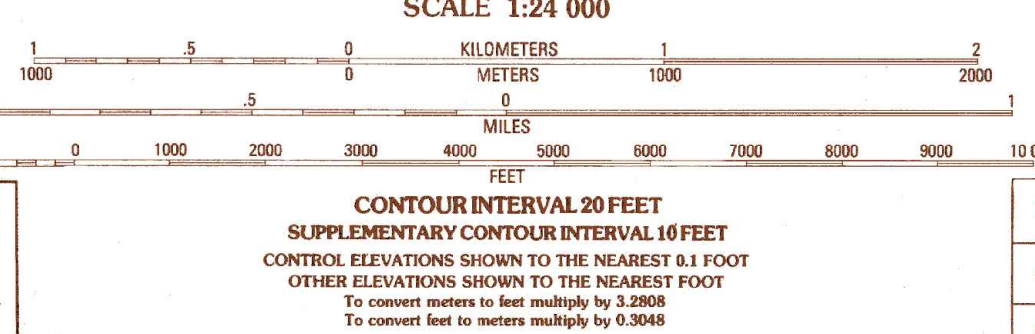 SCALE 1:24 000
1 .5 0 KILOMETERS 1 2
1000 0 METERS 1000 2000
.5 0 1
MILES
0 1000 2000 3000 4000 5000 6000 7000 8000 9000
FEET
CONTOUR INTERVAL 20 FEET
SUPPLEMENTARY CONTOUR INTERVAL 10 FEET
CONTROL ELEVATIONS SHOWN TO THE NEAREST 0.1 FOOT
OTHER ELEVATIONS SHOWN TO THE NEAREST FOOT
To convert meters to feet multiply by 3.2808
To convert feet to meters multiply by 0.3048